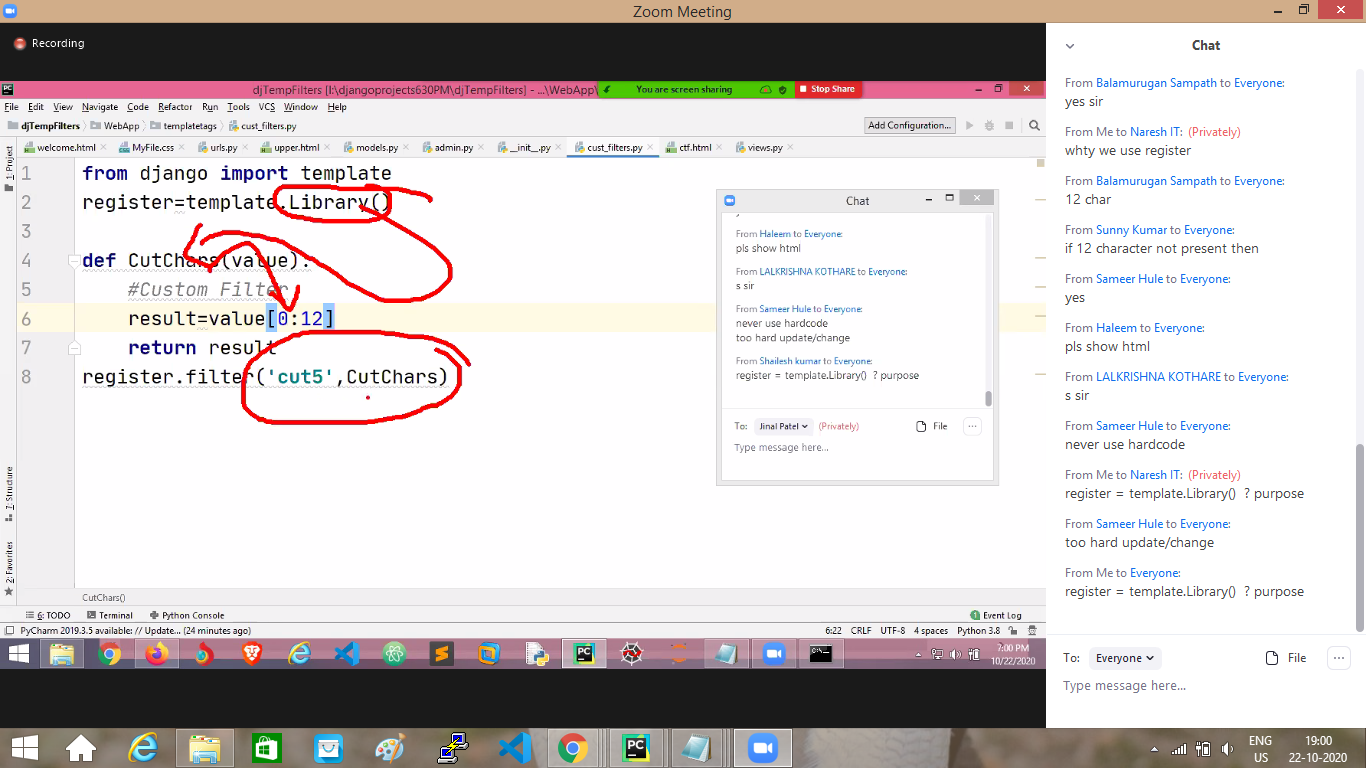 Zoom Meeting
Recording
djTempFilters [I:\djangoprojects630PM\djTempFilters] - ...\WebApp\
You are screen sharing
Stop Share
File Edit View Navigate Code Refactor Run Tools VCS Window Help
djTempFilters WebApp templatetags cust_filters.py
Add Configuration...
welcome.html MyFile.css urls.py upper.html models.py admin.py __init__.py cust_filters.py ctf.html views.py
1: Project
7: Structure
2: Favorites
1 from django import template
2 register=template.Library()
3
4 def CutChars(value):
5 #Custom Filter
6 result=value[0:12]
7 return result
8 register.filter('cut5',CutChars)
CutChars()
Chat
From Haleem to Everyone:
pls show html
From LALKRISHNA KOTHARE to Everyone:
s sir
From Sameer Hule to Everyone:
never use hardcode
too hard update/change
From Shailesh kumar to Everyone:
register = template.Library() ? purpose
To: Jinal Patel (Privately) File
Type message here...
6: TODO Terminal Python Console Event Log
PyCharm 2019.3.5 available: // Update... (24 minutes ago)
6:22 CRLF UTF-8 4 spaces Python 3.8
7:00 PM
10/22/2020
Chat
From Balamurugan Sampath to Everyone:
yes sir
From Me to Naresh IT: (Privately)
whty we use register
From Balamurugan Sampath to Everyone:
12 char
From Sunny Kumar to Everyone:
if 12 character not present then
From Sameer Hule to Everyone:
yes
From Haleem to Everyone:
pls show html
From LALKRISHNA KOTHARE to Everyone:
s sir
From Sameer Hule to Everyone:
never use hardcode
From Me to Naresh IT: (Privately)
register = template.Library() ? purpose
From Sameer Hule to Everyone:
too hard update/change
From Me to Everyone:
register = template.Library() ? purpose
To: Everyone File
Type message here...
ENG
US
19:00
22-10-2020